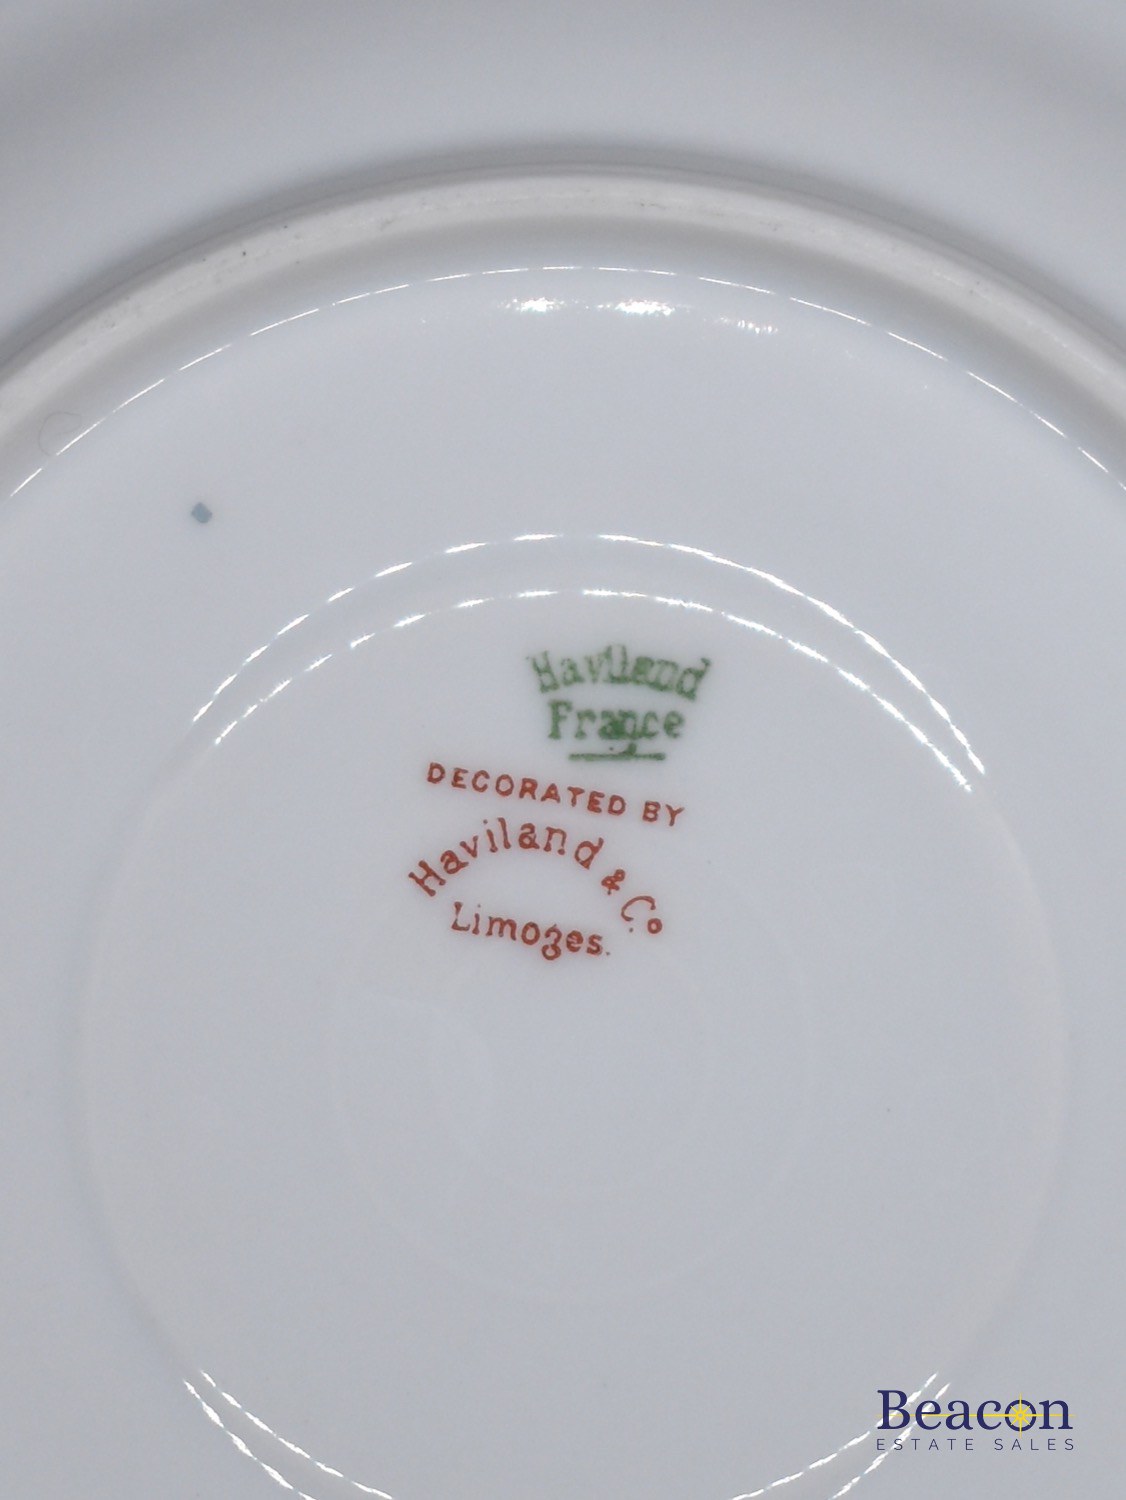 Haviland
France
DECORATED BY
Haviland & Co
Limoges.
Beacon
ESTATE SALES